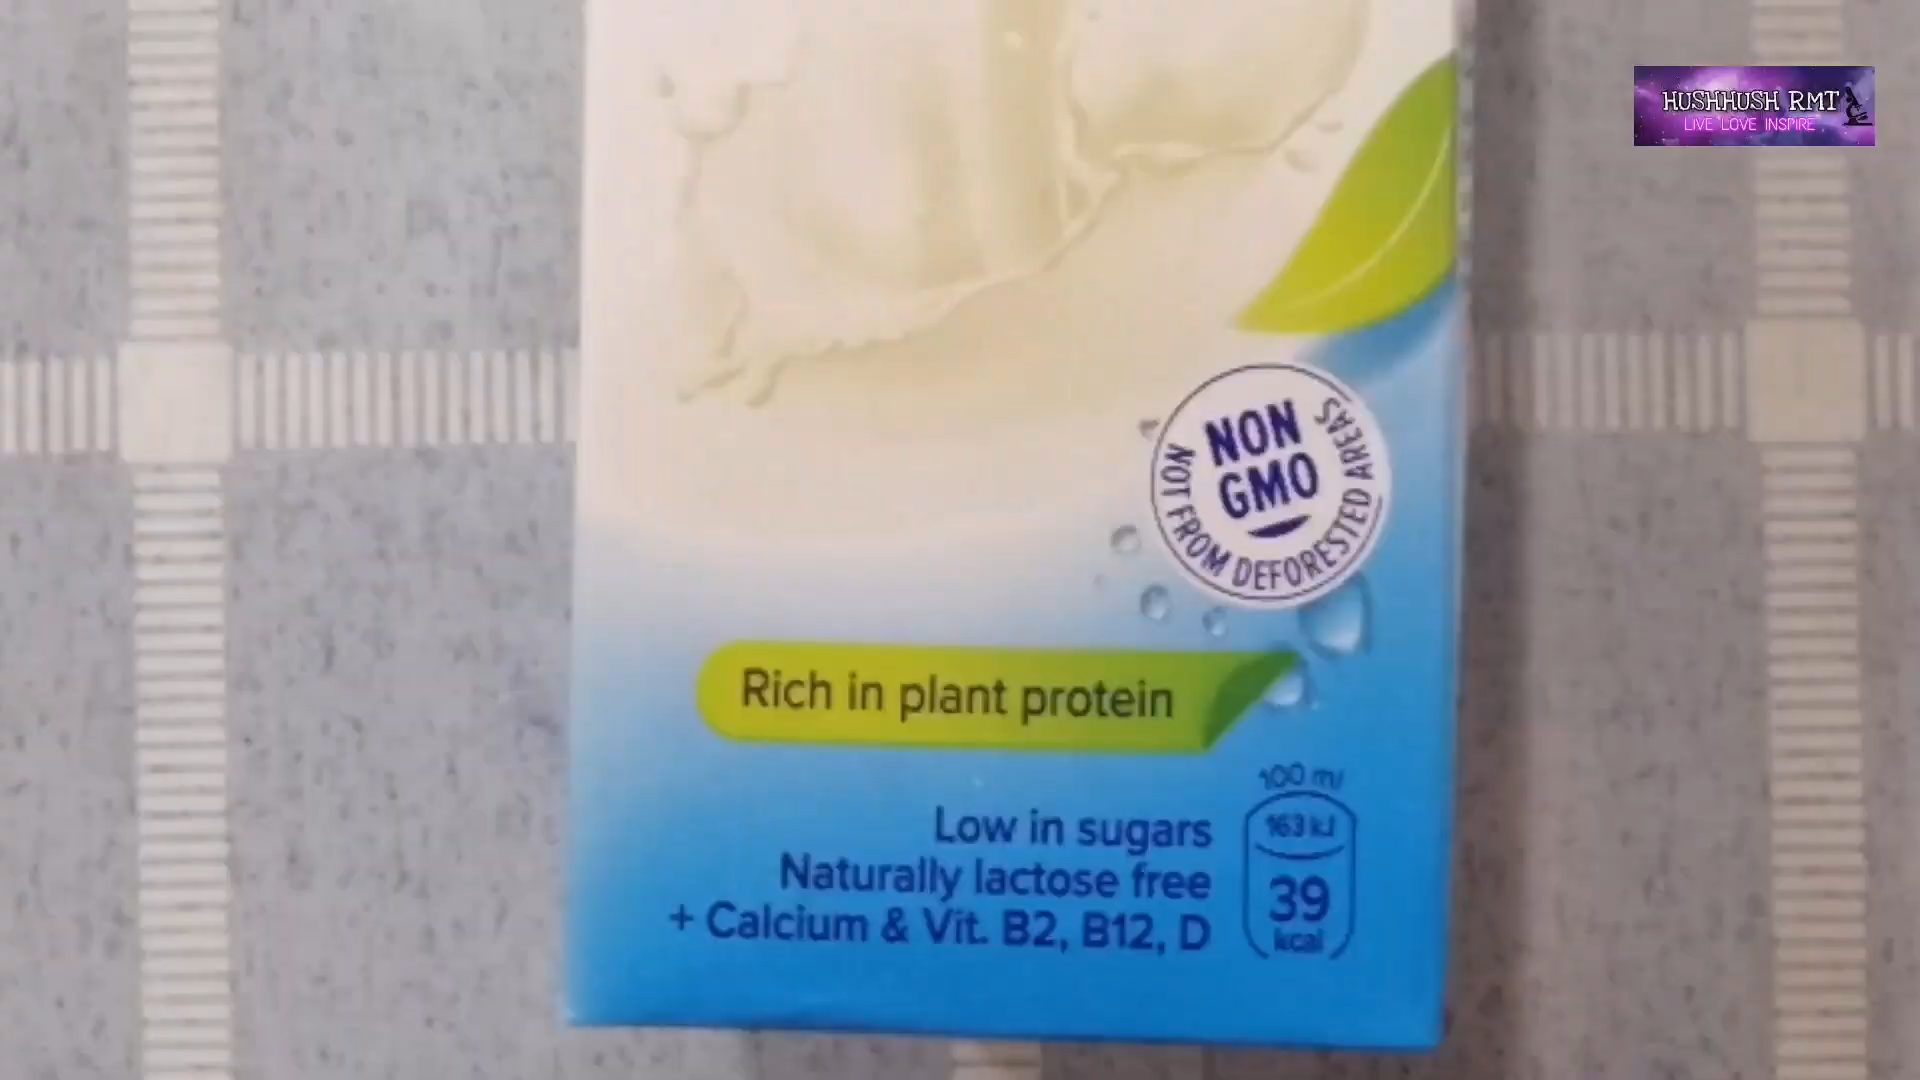 HUSHHUSH RMT
LIVE LOVE INSPIRE
NON
GMO
NOT FROM DEFORESTED AREAS
Rich in plant protein
100 ml
Low in sugars
163 kJ
Naturally lactose free
39
+ Calcium & Vit. B2, B12, D
kcal